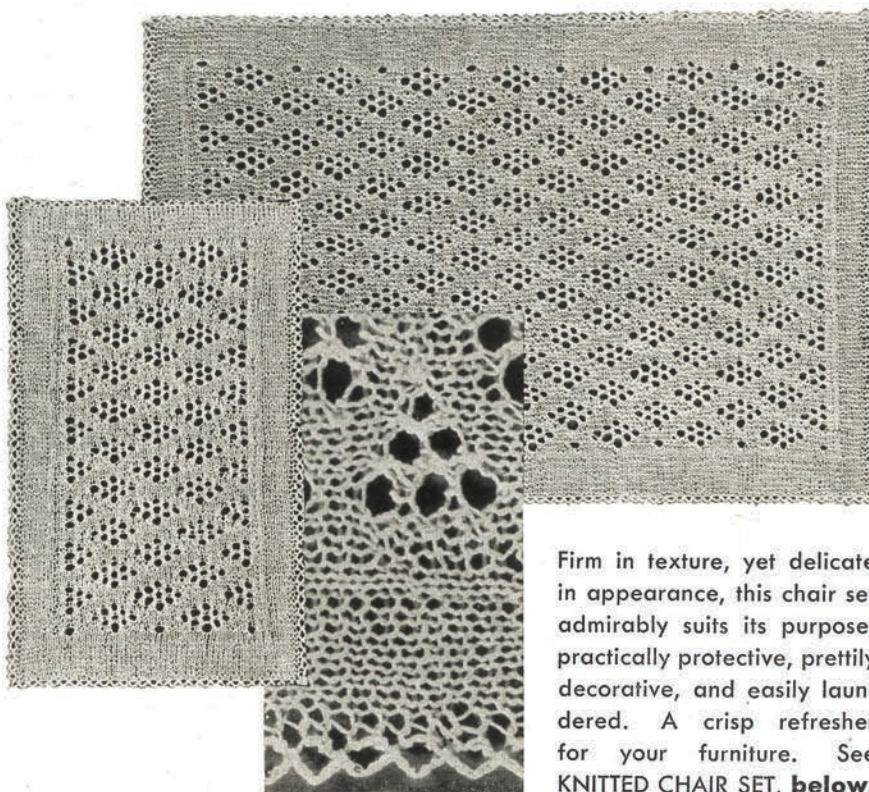 Firm in texture, yet delicate
in appearance, this chair se
admirably suits its purpose
practically protective, prettily
decorative, and easily laun
dered. A crisp refreshe
for your furniture. See
KNITTED CHAIR SET, below